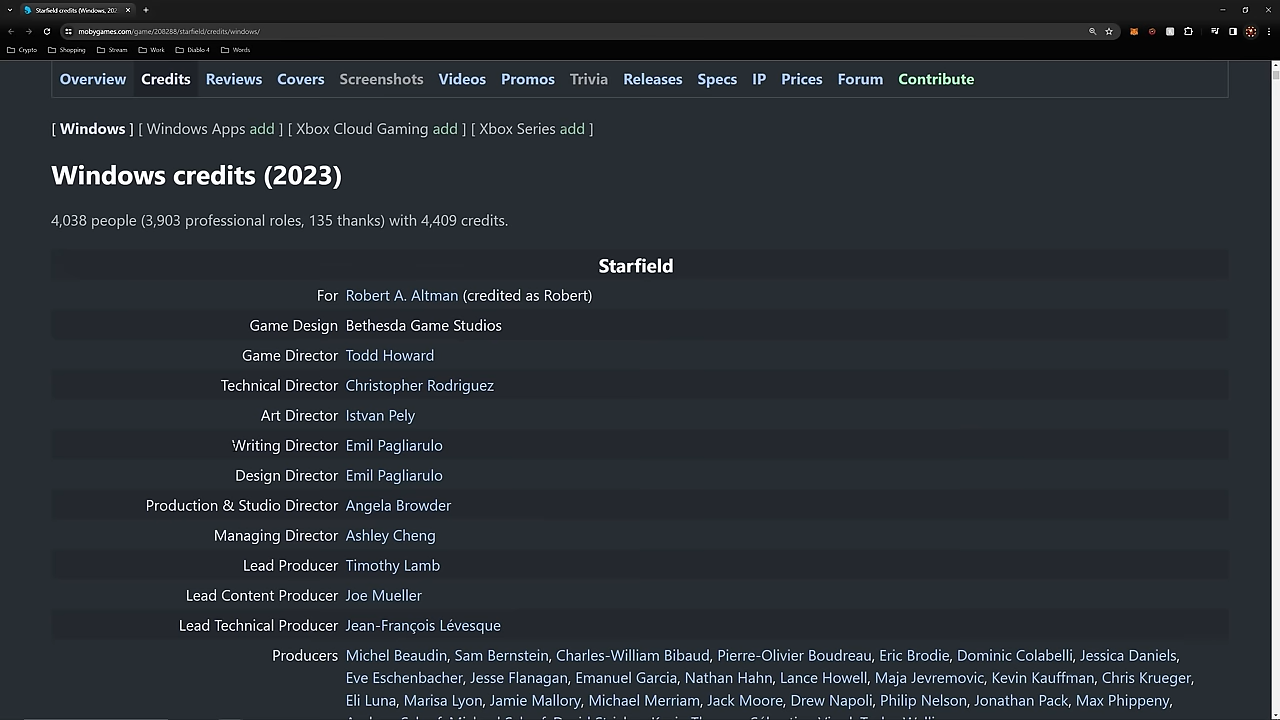 Starfield credits (Windows, 202
mobygames.com/game/208288/starfield/credits/windows/
Crypto Shopping Stream Work Diablo 4 Words
Overview Credits Reviews Covers Screenshots Videos Promos Trivia Releases Specs IP Prices Forum Contribute
[ Windows ] [ Windows Apps add ] [ Xbox Cloud Gaming add ] [ Xbox Series add ]
Windows credits (2023)
4,038 people (3,903 professional roles, 135 thanks) with 4,409 credits.
Starfield
For Robert A. Altman (credited as Robert)
Game Design Bethesda Game Studios
Game Director Todd Howard
Technical Director Christopher Rodriguez
Art Director Istvan Pely
Writing Director Emil Pagliarulo
Design Director Emil Pagliarulo
Production & Studio Director Angela Browder
Managing Director Ashley Cheng
Lead Producer Timothy Lamb
Lead Content Producer Joe Mueller
Lead Technical Producer Jean-François Lévesque
Producers Michel Beaudin, Sam Bernstein, Charles-William Bibaud, Pierre-Olivier Boudreau, Eric Brodie, Dominic Colabelli, Jessica Daniels,
Eve Eschenbacher, Jesse Flanagan, Emanuel Garcia, Nathan Hahn, Lance Howell, Maja Jevremovic, Kevin Kauffman, Chris Krueger,
Eli Luna, Marisa Lyon, Jamie Mallory, Michael Merriam, Jack Moore, Drew Napoli, Philip Nelson, Jonathan Pack, Max Phippeny,